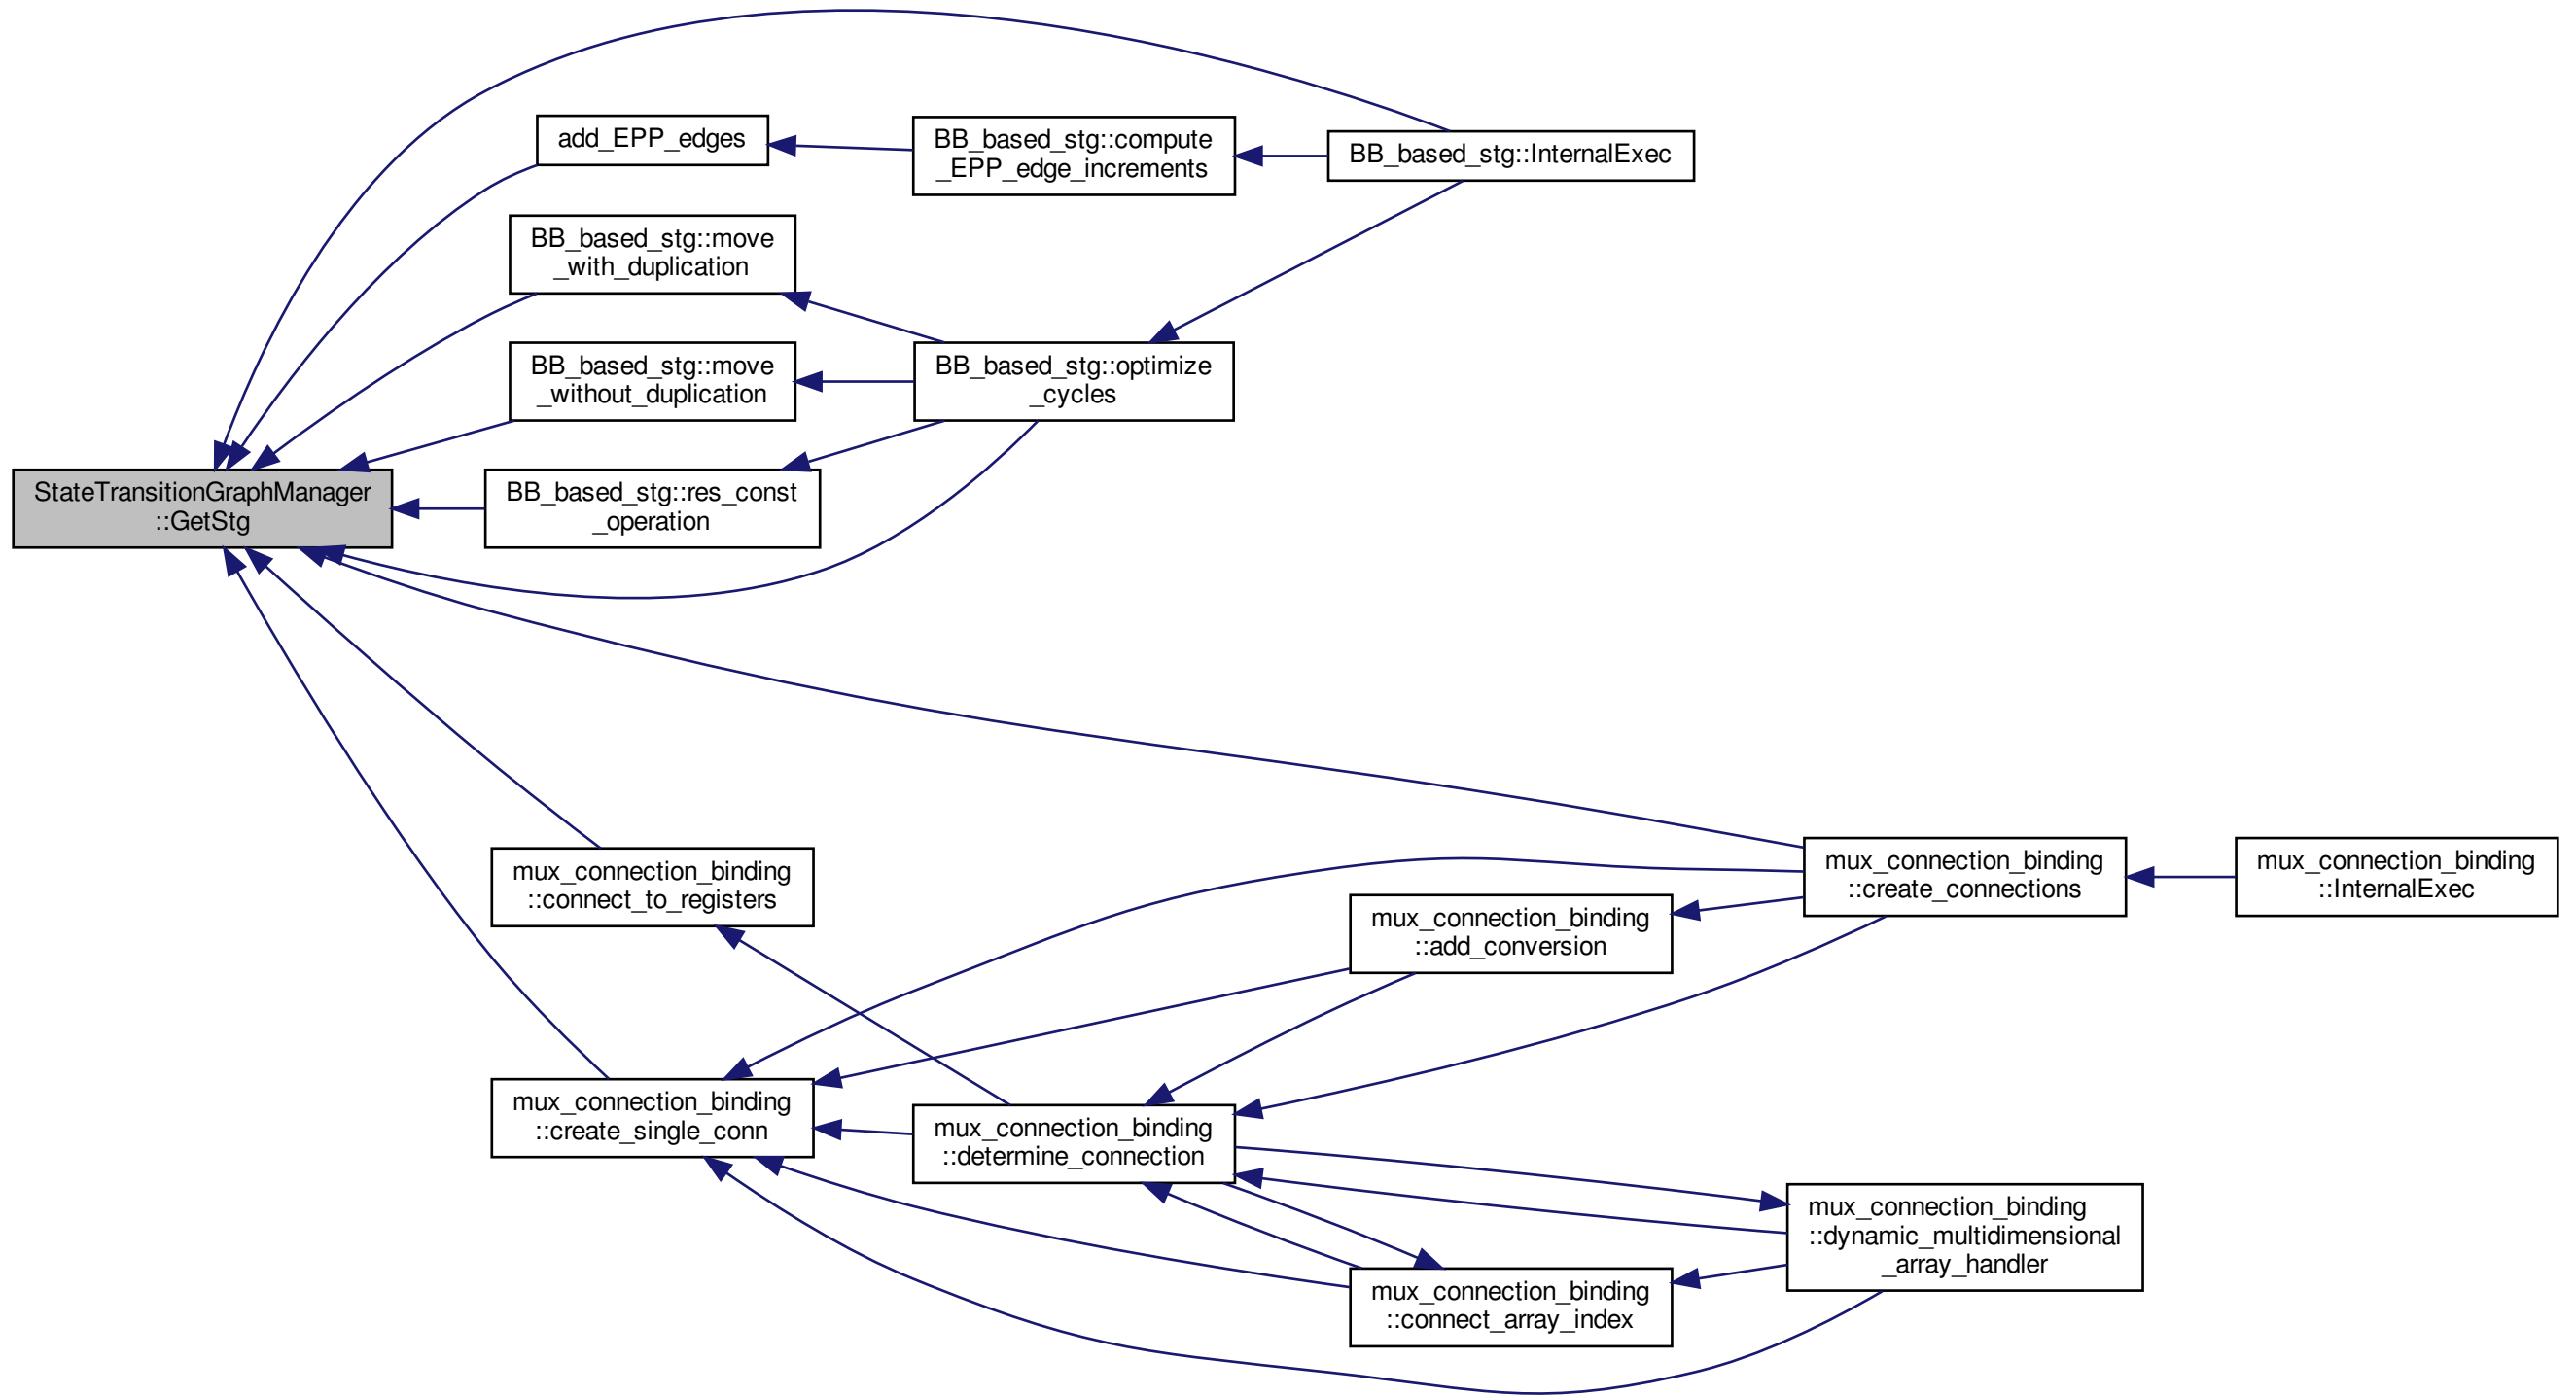 add_EPP_edges
BB_based_stg::compute
_EPP_edge_increments
BB_based_stg::InternalExec
BB_based_stg::move
_with_duplication
BB_based_stg::move
_without_duplication
BB_based_stg::optimize
_cycles
StateTransitionGraphManager
::GetStg
BB_based_stg::res_const
_operation
mux_connection_binding
::connect_to_registers
mux_connection_binding
::add_conversion
mux_connection_binding
::create_connections
mux_connection_binding
::InternalExec
mux_connection_binding
::create_single_conn
mux_connection_binding
::determine_connection
mux_connection_binding
::dynamic_multidimensional
_array_handler
mux_connection_binding
::connect_array_index